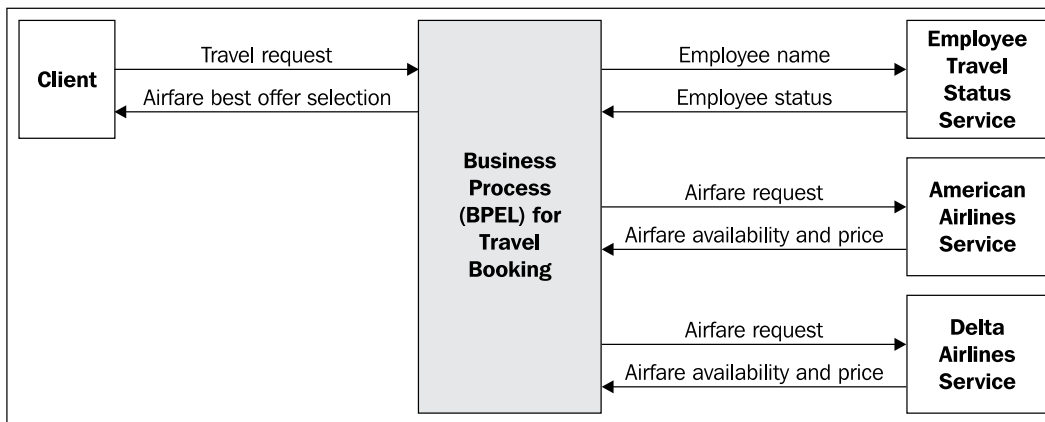 Client
Travel request
Airfare best offer selection
Business
Process
(BPEL) for
Travel
Booking
Employee name
Employee status
Employee
Travel
Status
Service
Airfare request
Airfare availability and price
American
Airlines
Service
Airfare request
Airfare availability and price
Delta
Airlines
Service